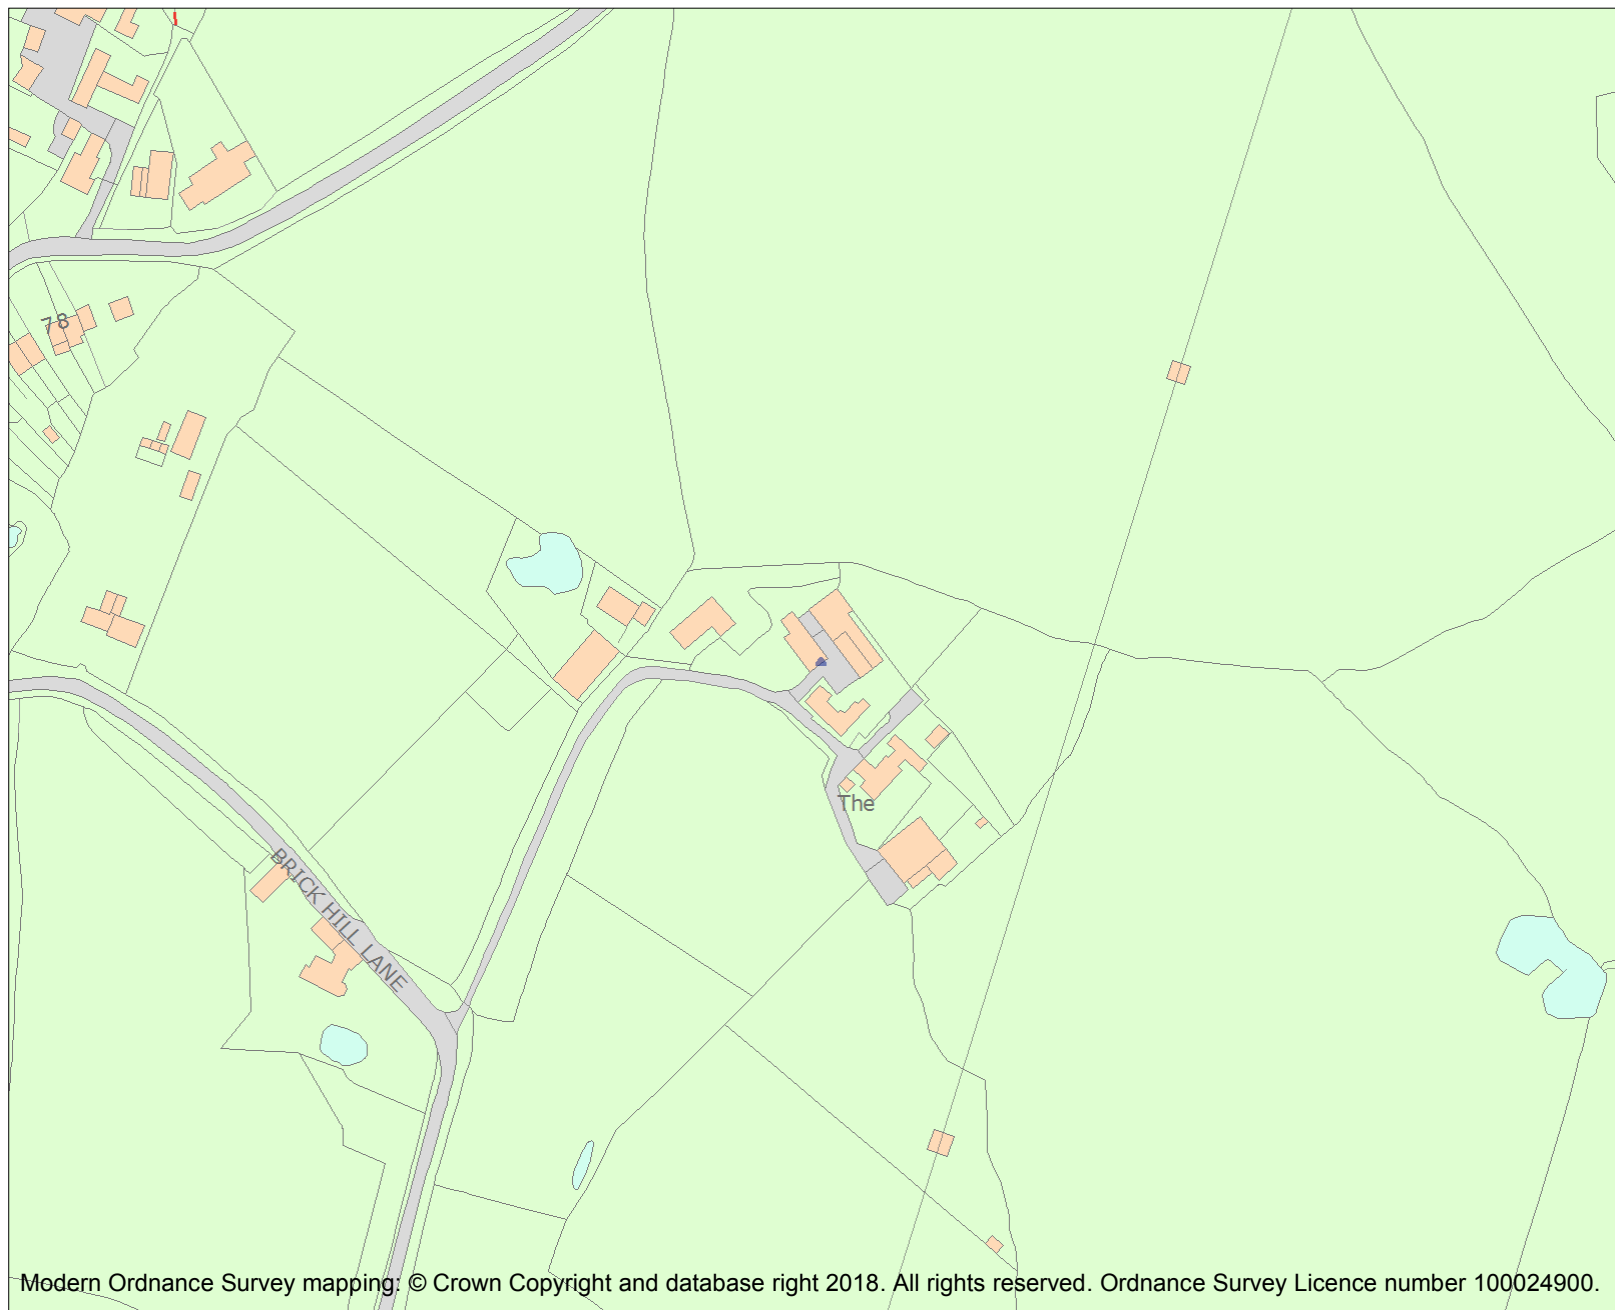 78
The
BRICK HILL LANE
Modern Ordnance Survey mapping: © Crown Copyright and database right 2018. All rights reserved. Ordnance Survey Licence number 100024900.